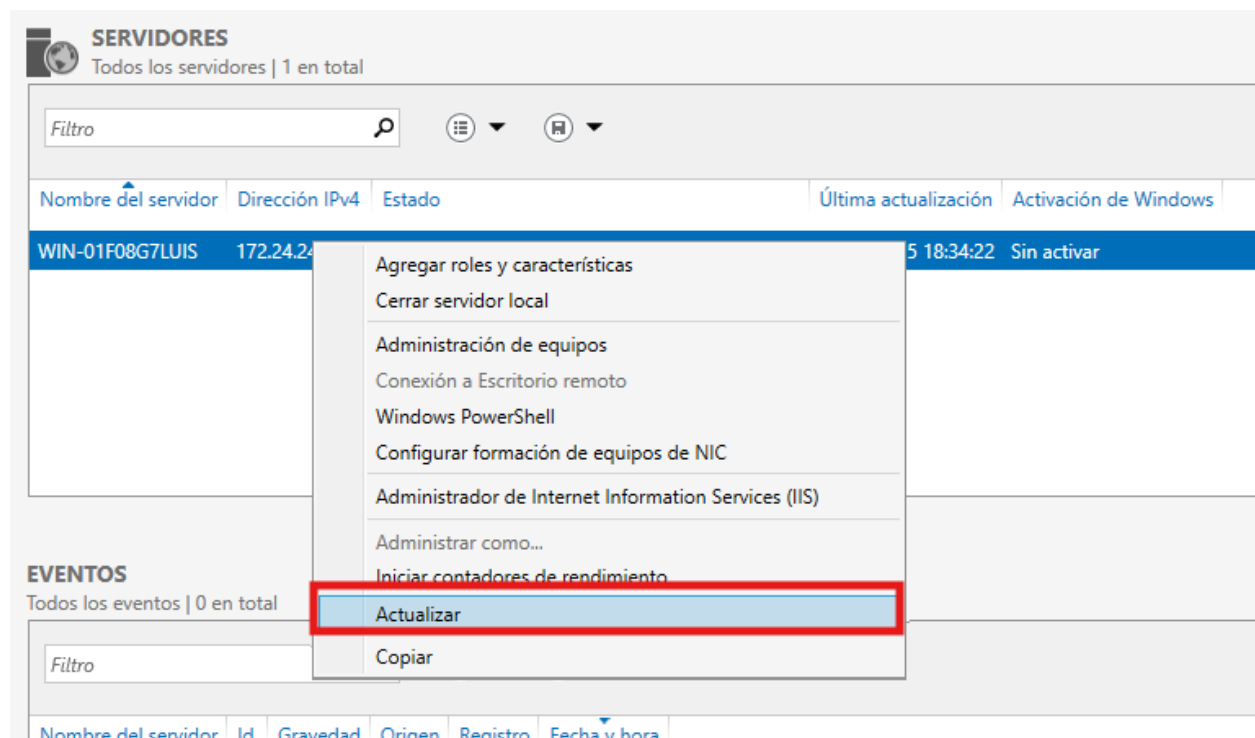 SERVIDORES
Todos los servidores | 1 en total
Filtro
Nombre del servidor Dirección IPv4 Estado Última actualización Activación de Windows
WIN-01F08G7LUIS 172.24.24 5 18:34:22 Sin activar
Agregar roles y características
Cerrar servidor local
Administración de equipos
Conexión a Escritorio remoto
Windows PowerShell
Configurar formación de equipos de NIC
Administrador de Internet Information Services (IIS)
Administrar como...
Iniciar contadores de rendimiento
Actualizar
Copiar
EVENTOS
Todos los eventos | 0 en total
Filtro
Nombre del servidor Id Gravedad Origen Registro Fecha y hora